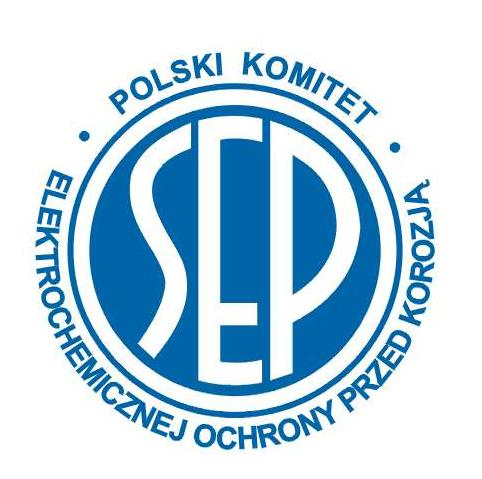 POLSKI KOMITET
ELEKTROCHEMICZNEJ OCHRONY PRZED KOROZJĄ
SEP